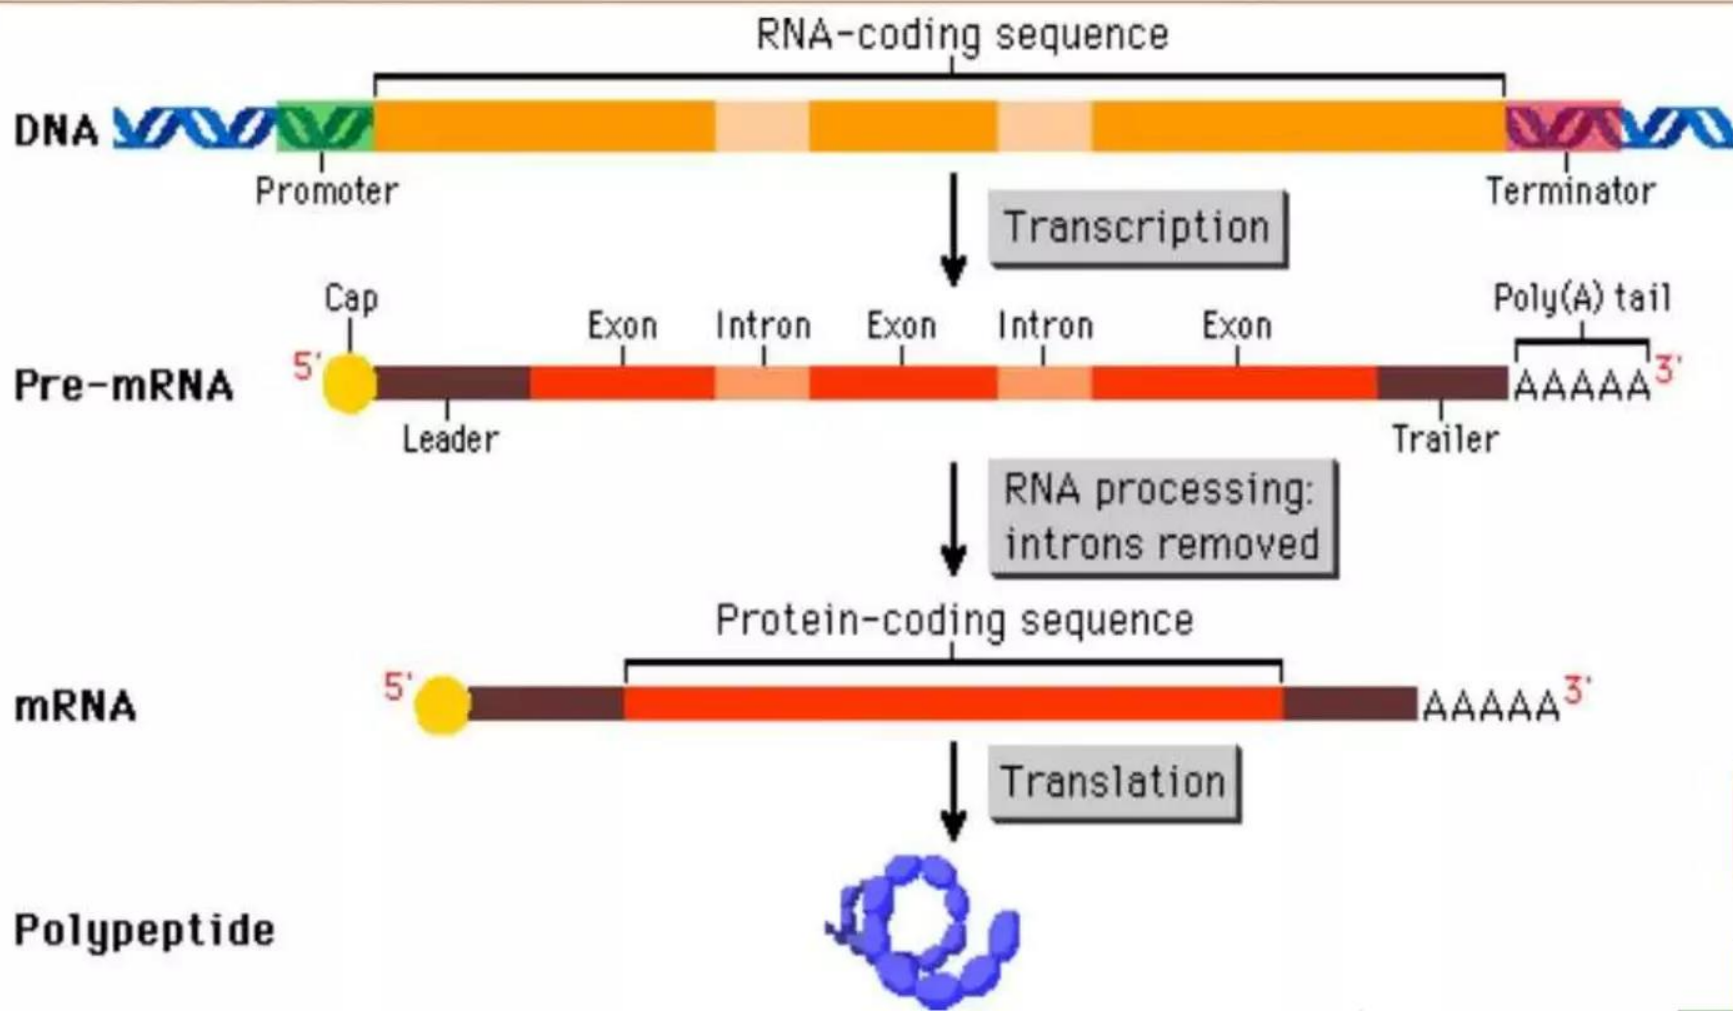 RNA-coding sequence
DNA
Promoter
Terminator
Transcription
Cap
Poly(A) tail
Exon Intron Exon Intron Exon
5'
3'
Pre-mRNA
AAAAA
Leader
Trailer
RNA processing:
introns removed
Protein-coding sequence
5'
3'
mRNA
AAAAA
Translation
Polypeptide